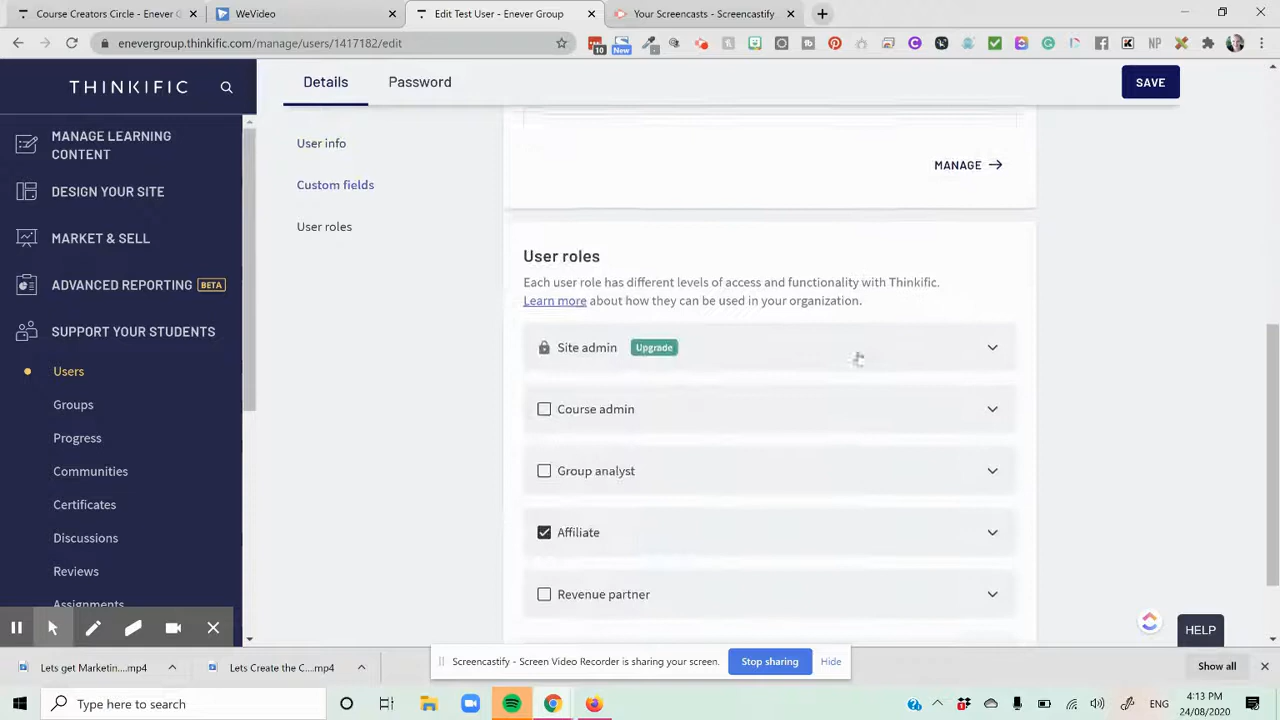 Course Creators Thinkific Circle -
WeVideo
Edit Test User - Enever Group
Your Screencasts - Screencastify
enevergroup.thinkific.com/manage/users/1417182/edit
10
New
NP
THINKIFIC
Details
Password
SAVE
MANAGE LEARNING
CONTENT
DESIGN YOUR SITE
MARKET & SELL
ADVANCED REPORTING BETA
SUPPORT YOUR STUDENTS
Users
Groups
Progress
Communities
Certificates
Discussions
Reviews
Assignments
User info
Custom fields
User roles
MANAGE
User roles
Each user role has different levels of access and functionality with Thinkific.
Learn more about how they can be used in your organization.
Site admin Upgrade
Course admin
Group analyst
Affiliate
Revenue partner
HELP
Lets get Marketin....mp4
Lets Create the C....mp4
Screencastify - Screen Video Recorder is sharing your screen.
Stop sharing
Hide
Show all
Type here to search
ENG
4:13 PM
24/08/2020